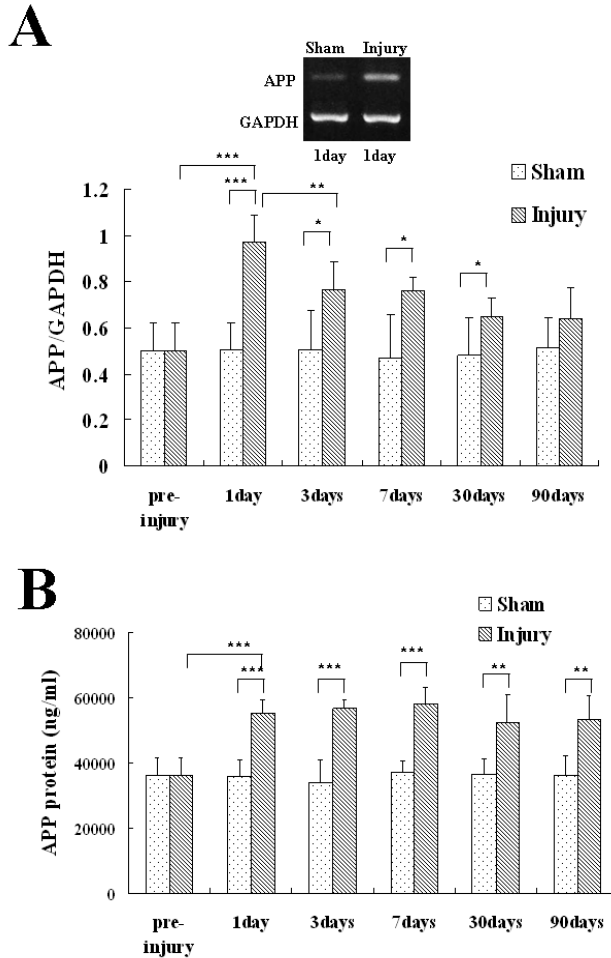 A
Sham Injury
APP
GAPDH
1day 1day
*** 
*** **
* * *
Sham
Injury
1.2
1
0.8
0.6
0.4
0.2
0
APP/GAPDH
pre-injury 1day 3days 7days 30days 90days
B
Sham
Injury
80000
60000
40000
20000
0
APP protein (ng/ml)
***
*** *** *** ** **
pre-injury 1day 3days 7days 30days 90days